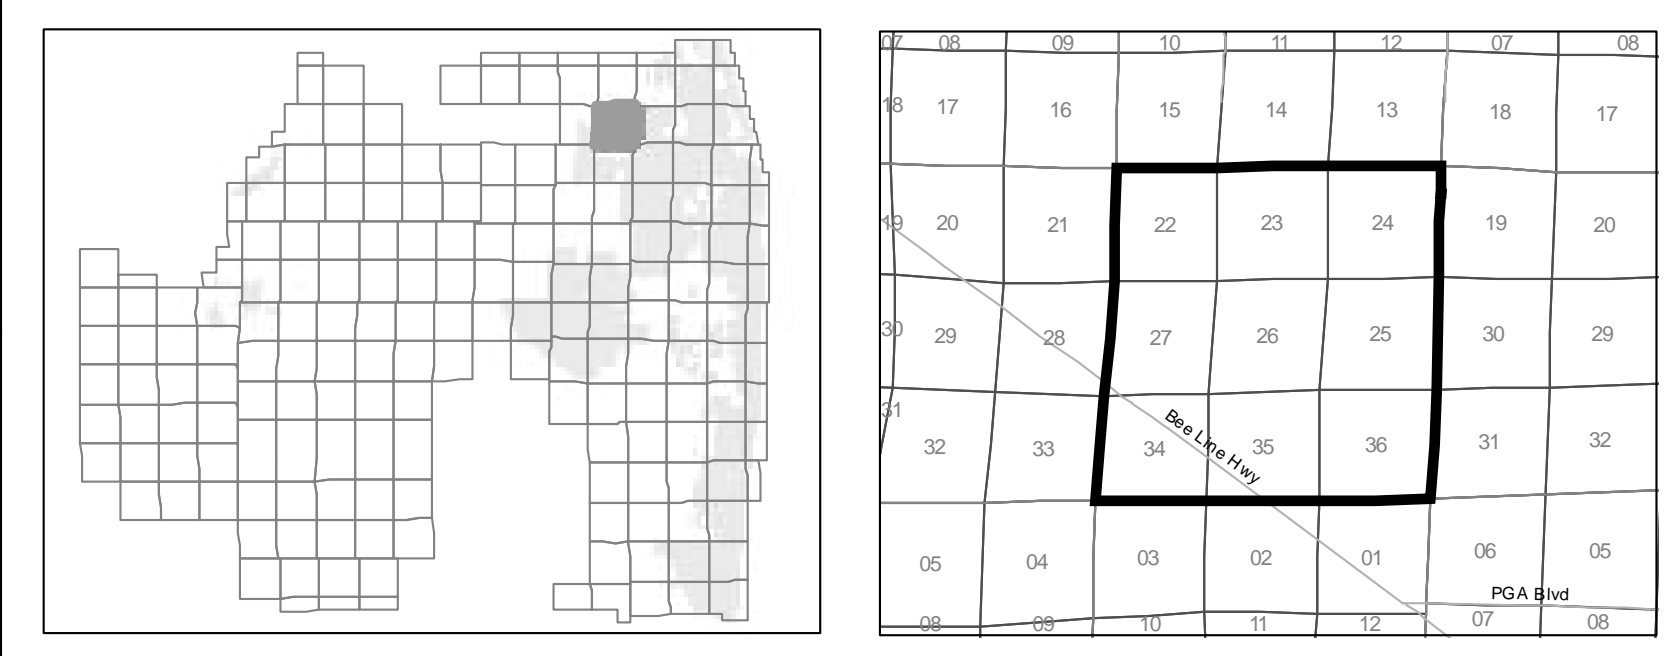 07 08 09 10 11 12 07 08
18 17 16 15 14 13 18 17
19 20 21 22 23 24 19 20
30 29 28 27 26 25 30 29
31 32 33 34 35 36 31 32
Bee Line Hwy
05 04 03 02 01 06 05
PGA Blvd
08 09 10 11 12 07 08